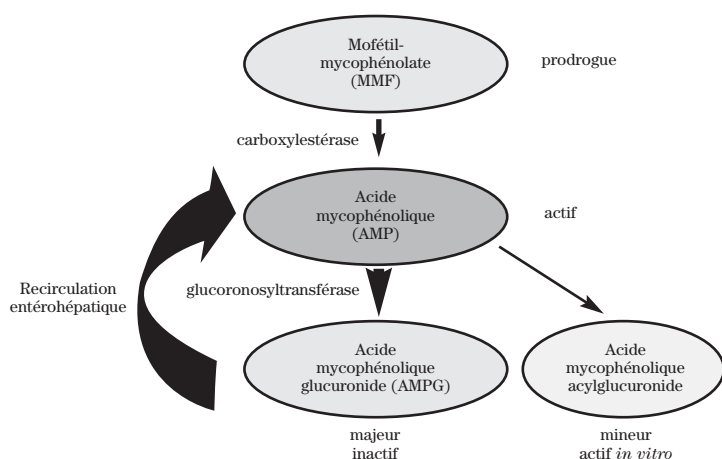 Mofétil-
mycophénolate
(MMF)
prodrogue
carboxylestérase
Acide
mycophénolique
(AMP)
actif
Recirculation
entérohépatique
glucoronosyltransférase
Acide
mycophénolique
glucuronide (AMPG)
Acide
mycophénolique
acylglucuronide
majeur
inactif
mineur
actif in vitro